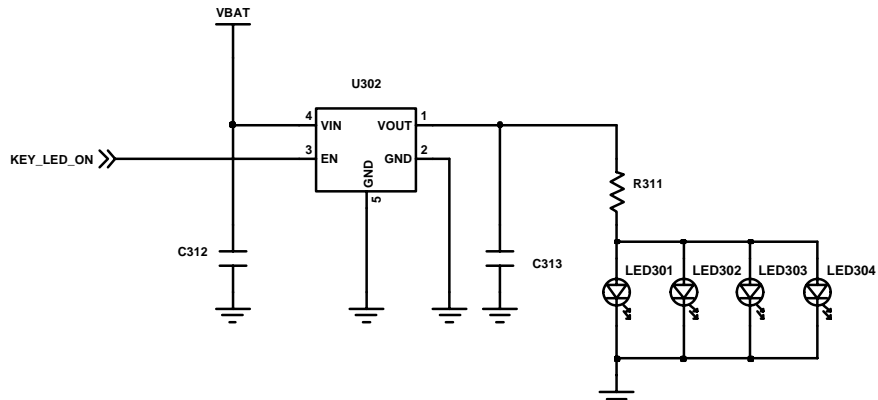 VBAT
U302
4 VIN VOUT 1
KEY_LED_ON 3 EN GND 2
GND
5
R311
C312
C313
LED301 LED302 LED303 LED304